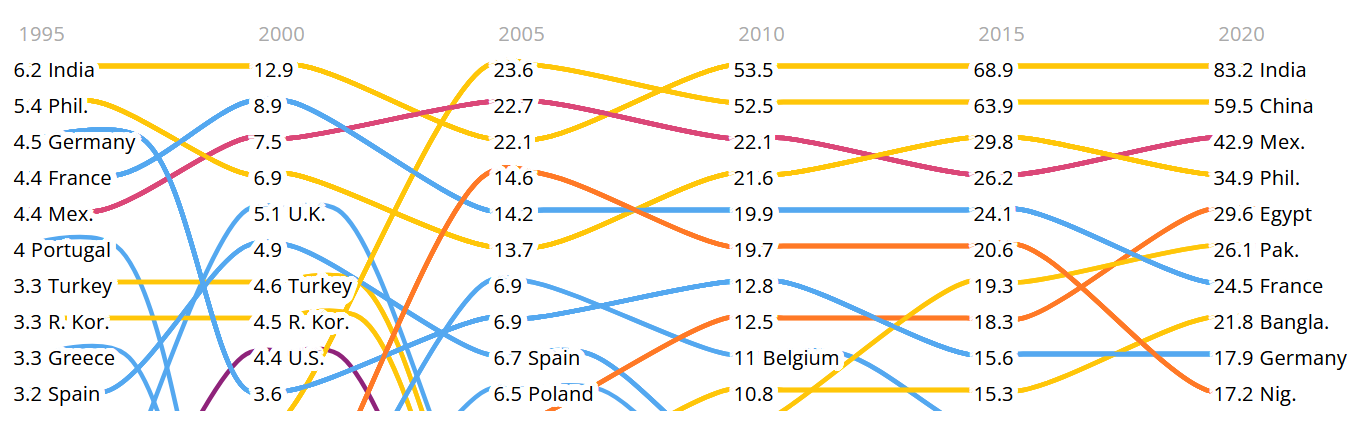 1995 2000 2005 2010 2015 2020
6.2 India 12.9 23.6 53.5 68.9 83.2 India
5.4 Phil. 8.9 22.7 52.5 63.9 59.5 China
4.5 Germany 7.5 22.1 22.1 29.8 42.9 Mex.
4.4 France 6.9 14.6 21.6 26.2 34.9 Phil.
4.4 Mex. 5.1 U.K. 14.2 19.9 24.1 29.6 Egypt
4 Portugal 4.9 13.7 19.7 20.6 26.1 Pak.
3.3 Turkey 4.6 Turkey 6.9 12.8 19.3 24.5 France
3.3 R. Kor. 4.5 R. Kor. 6.9 12.5 18.3 21.8 Bangla.
3.3 Greece 4.4 U.S. 6.7 Spain 11 Belgium 15.6 17.9 Germany
3.2 Spain 3.6 6.5 Poland 10.8 15.3 17.2 Nig.